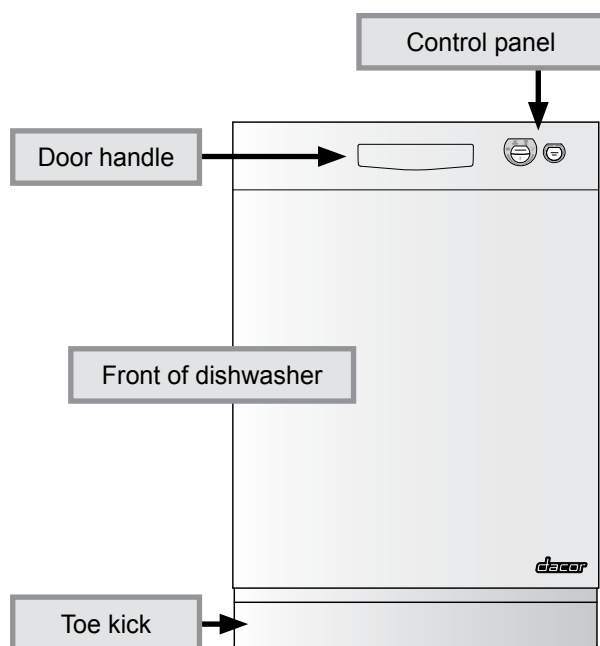 Control panel
Door handle
Front of dishwasher
dacor
Toe kick